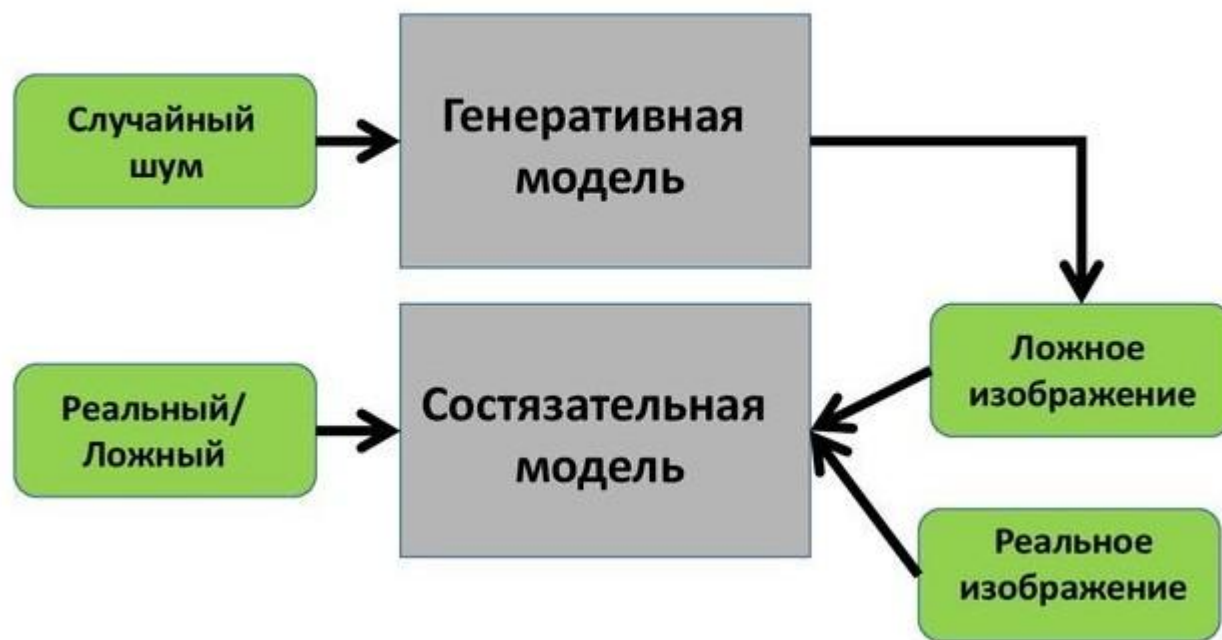 Случайный
шум
Генеративная
модель
Реальный/
Ложный
Состязательная
модель
Ложное
изображение
Реальное
изображение